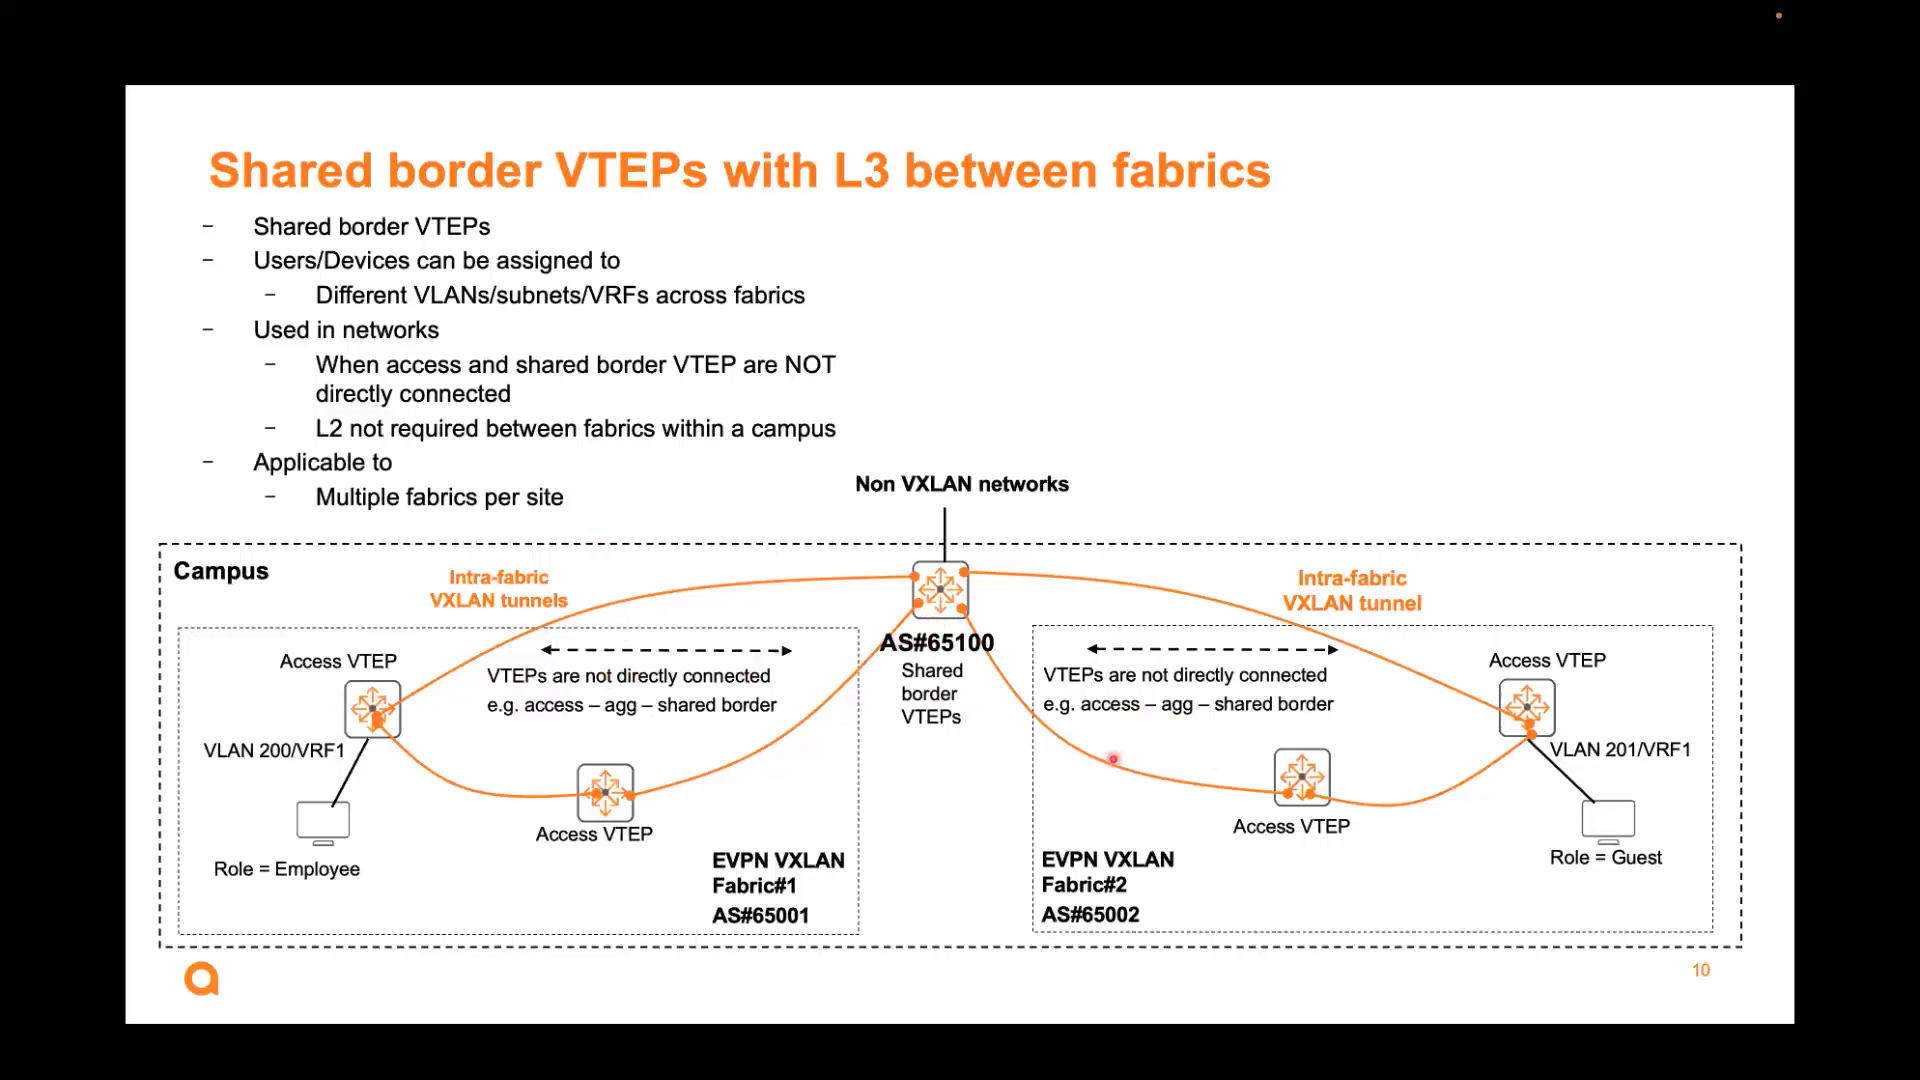 Shared border VTEPs with L3 between fabrics
– Shared border VTEPs
– Users/Devices can be assigned to
– Different VLANs/subnets/VRFs across fabrics
– Used in networks
– When access and shared border VTEP are NOT
directly connected
– L2 not required between fabrics within a campus
– Applicable to
– Multiple fabrics per site
Non VXLAN networks
Campus
Intra-fabric
VXLAN tunnels
Intra-fabric
VXLAN tunnel
AS#65100
Shared
border
VTEPs
Access VTEP
VTEPs are not directly connected
e.g. access – agg – shared border
VLAN 200/VRF1
Access VTEP
Role = Employee
EVPN VXLAN
Fabric#1
AS#65001
VTEPs are not directly connected
e.g. access – agg – shared border
Access VTEP
VLAN 201/VRF1
Access VTEP
Role = Guest
EVPN VXLAN
Fabric#2
AS#65002
10